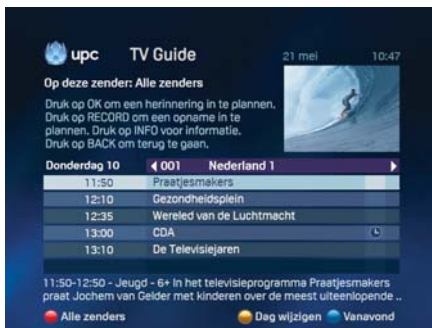 upc TV Guide 21 mei 10:47
Op deze zender: Alle zenders
Druk op OK om een herinnering in te plannen.
Druk op RECORD om een opname in te
plannen. Druk op INFO voor informatie.
Druk op BACK om terug te gaan.
Donderdag 10 001 Nederland 1
11:50 Praatjesmakers
12:10 Gezondheidsplein
12:35 Wereled van de Luchtmacht
13:00 CDA
13:10 De Televisiejaren
11:50-12:50 - Jeugd - 6+ In het televisieprogramma Praatjesmakers
praat Jochem van Gelder met kinderen over de meest uiteenlopende ..
Alle zenders Dag wijzigen Vanavond